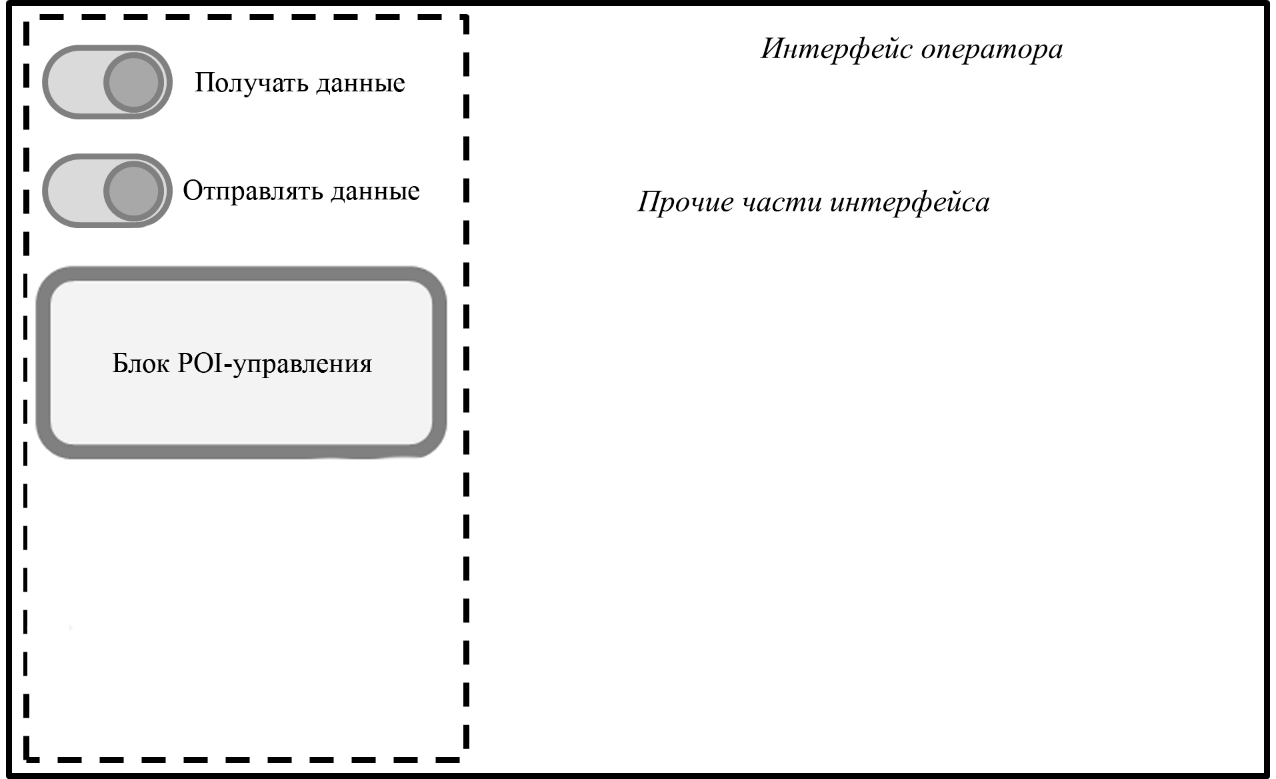 Интерфейс оператора
Получать данные
Отправлять данные
Прочие части интерфейса
Блок POI-управления